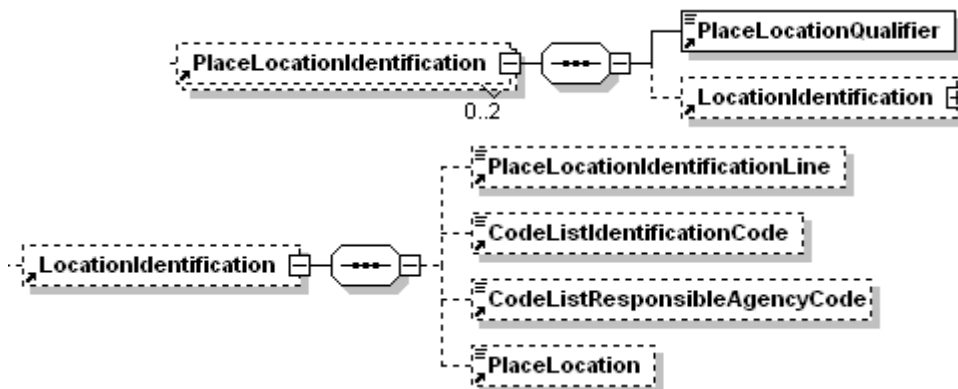 PlaceLocationIdentification
0..2
PlaceLocationQualifier
LocationIdentification
LocationIdentification
PlaceLocationIdentificationLine
CodeListIdentificationCode
CodeListResponsibleAgencyCode
PlaceLocation